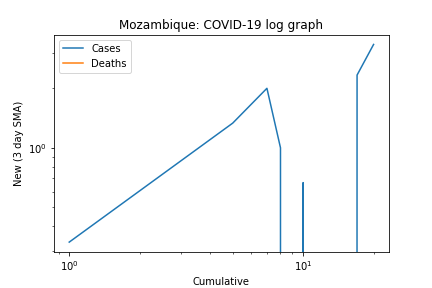 Mozambique: COVID-19 log graph
Cases
Deaths
New (3 day SMA)
10⁰
10⁰
10¹
Cumulative